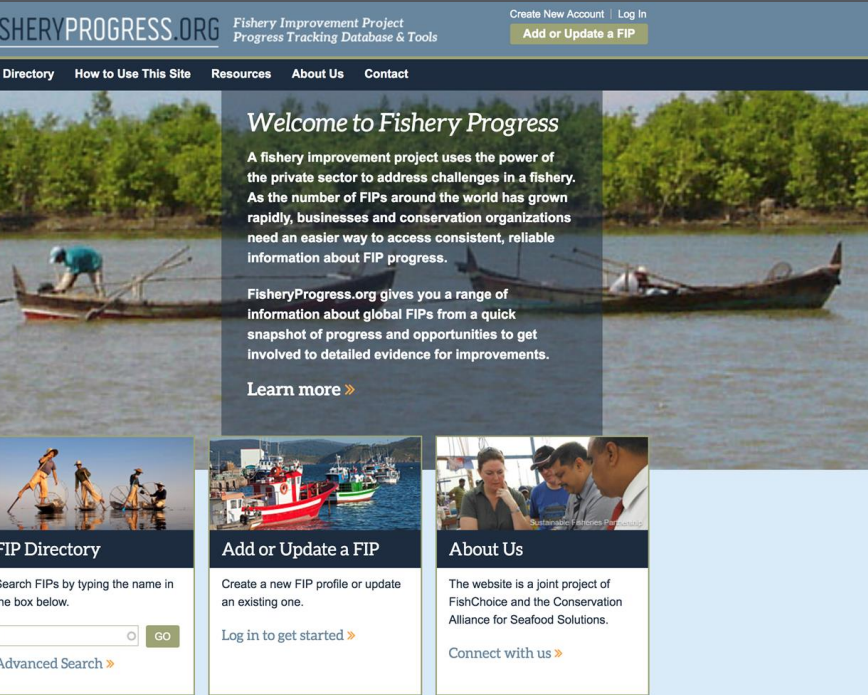 SHERYPROGRESS.ORG
Fishery Improvement Project
Progress Tracking Database & Tools
Create New Account | Log In
Add or Update a FIP
Directory How to Use This Site Resources About Us Contact
Welcome to Fishery Progress
A fishery improvement project uses the power of
the private sector to address challenges in a fishery.
As the number of FIPs around the world has grown
rapidly, businesses and conservation organizations
need an easier way to access consistent, reliable
information about FIP progress.
FisheryProgress.org gives you a range of
information about global FIPs from a quick
snapshot of progress and opportunities to get
involved to detailed evidence for improvements.
Learn more »
FIP Directory
Search FIPs by typing the name in
the box below.
GO
Advanced Search »
Add or Update a FIP
Create a new FIP profile or update
an existing one.
Log in to get started »
Sustainable Fisheries Partnership
About Us
The website is a joint project of
FishChoice and the Conservation
Alliance for Seafood Solutions.
Connect with us »